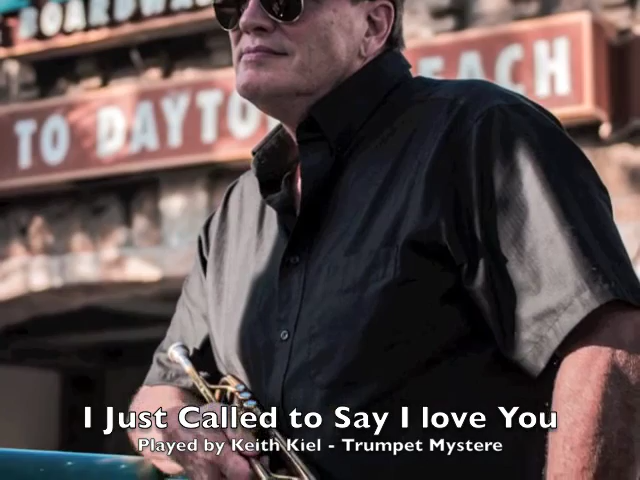 BOARDWA
TO DAYTO EACH
I Just Called to Say I love You
Played by Keith Kiel - Trumpet Mystere